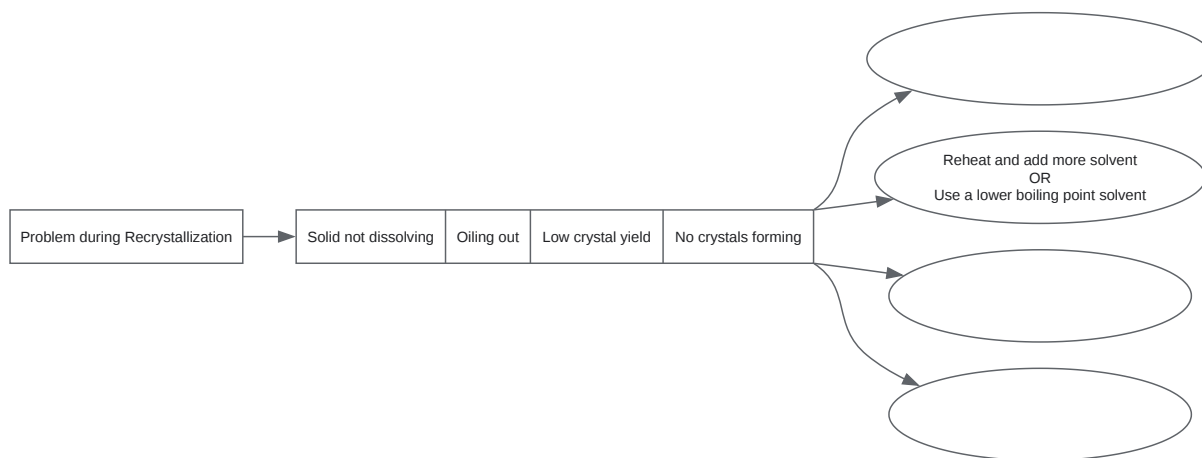 Problem during Recrystallization
Solid not dissolving
Oiling out
Low crystal yield
No crystals forming
Reheat and add more solvent
OR
Use a lower boiling point solvent